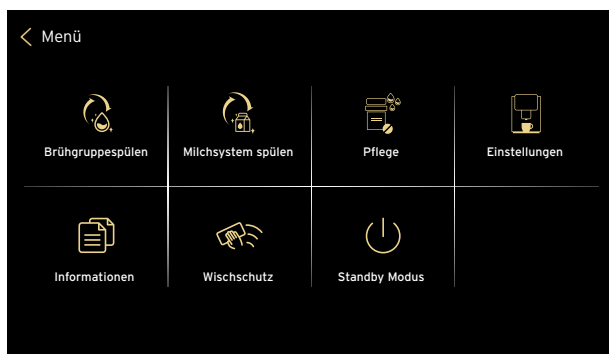 Menü
Brühgruppespülen
Milchsystem spülen
Pflege
Einstellungen
Informationen
Wischschutz
Standby Modus